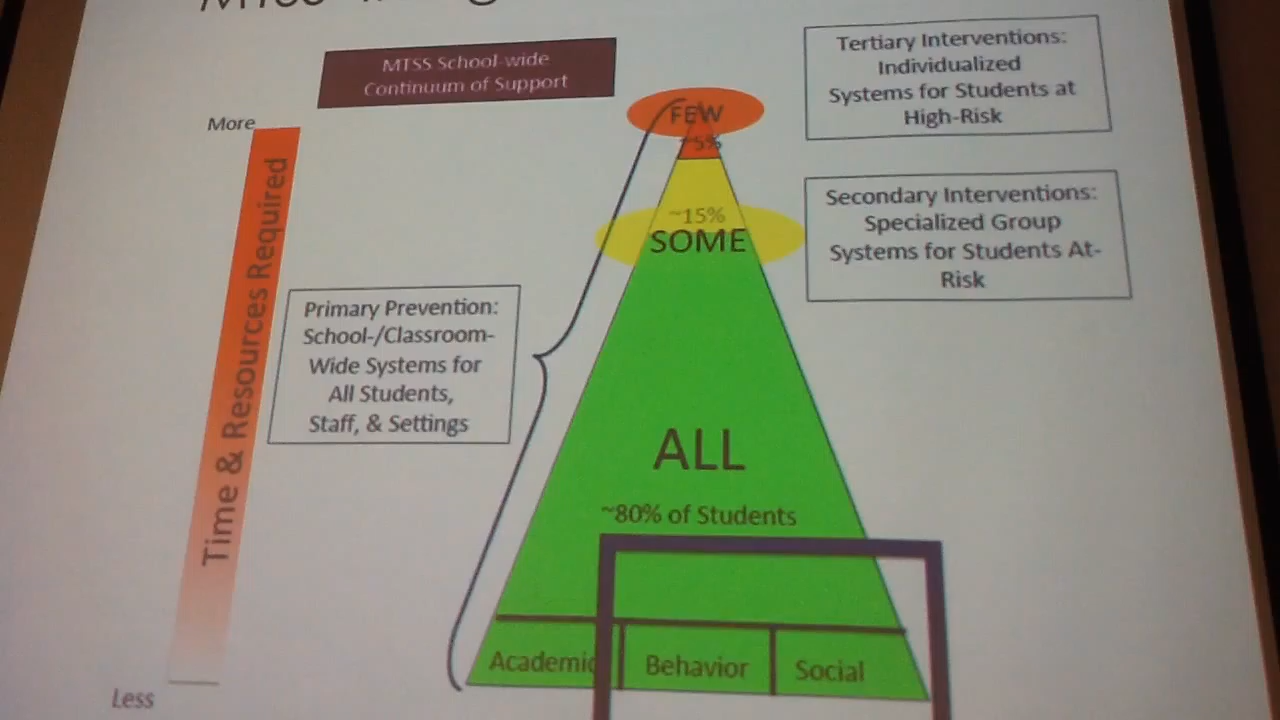 MTSS School-wide
Continuum of Support
Tertiary Interventions:
Individualized
Systems for Students at
High-Risk
More
FEW
~5%
Secondary Interventions:
Specialized Group
Systems for Students At-
Risk
~15%
SOME
Time & Resources Required
Primary Prevention:
School-/Classroom-
Wide Systems for
All Students,
Staff, & Settings
ALL
~80% of Students
Academic
Behavior
Social
Less